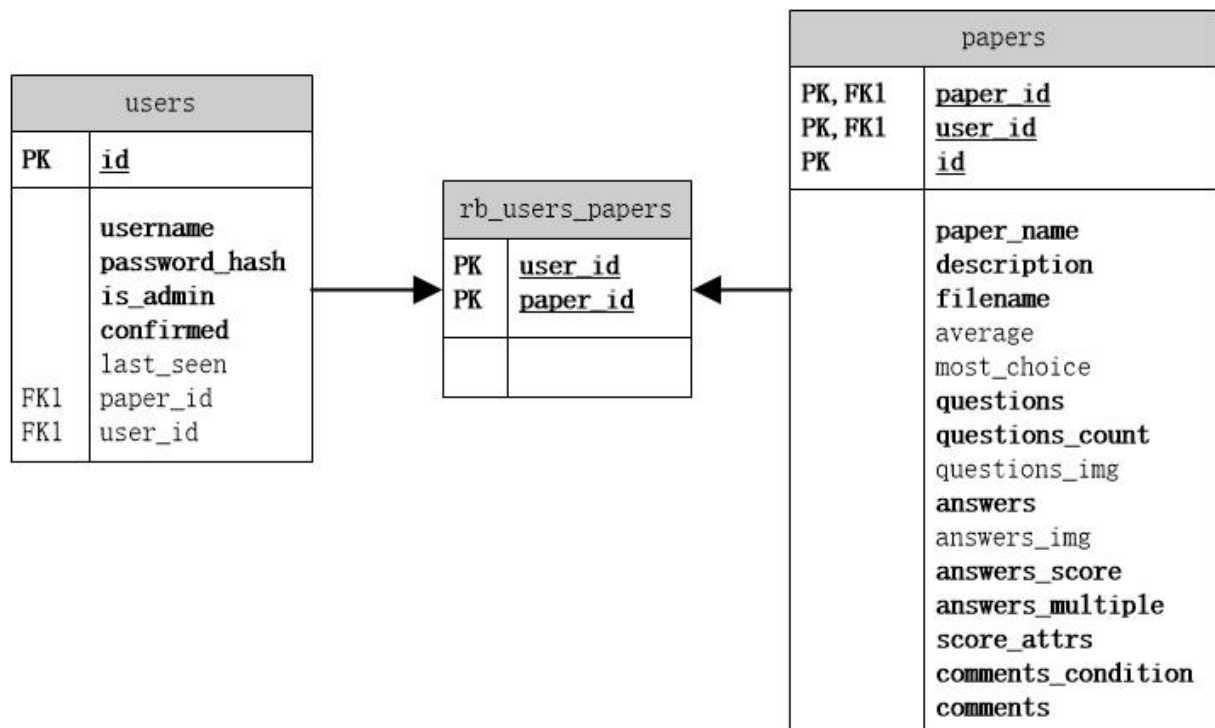 users
PK id
username
password_hash
is_admin
confirmed
last_seen
FK1 paper_id
FK1 user_id
rb_users_papers
PK user_id
PK paper_id
papers
PK, FK1 paper_id
PK, FK1 user_id
PK id
paper_name
description
filename
average
most_choice
questions
questions_count
questions_img
answers
answers_img
answers_score
answers_multiple
score_attrs
comments_condition
comments